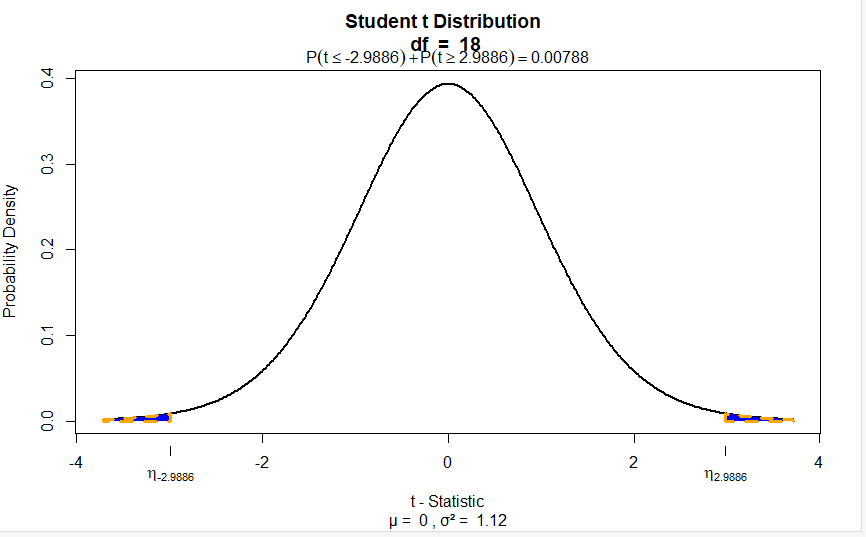 Student t Distribution
df = 18
P(t ≤ -2.9886) + P(t ≥ 2.9886) = 0.00788
Probability Density
0.4
0.3
0.2
0.1
0.0
-4 -2 0 2 4
η-2.9886 η2.9886
t - Statistic
μ = 0 , σ² = 1.12